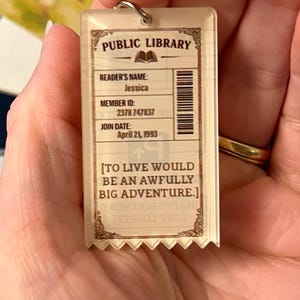 PUBLIC LIBRARY
READER'S NAME:
Jessica
MEMBER ID:
2378 747837
JOIN DATE:
April 21, 1993
[TO LIVE WOULD
BE AN AWFULLY
BIG ADVENTURE.]